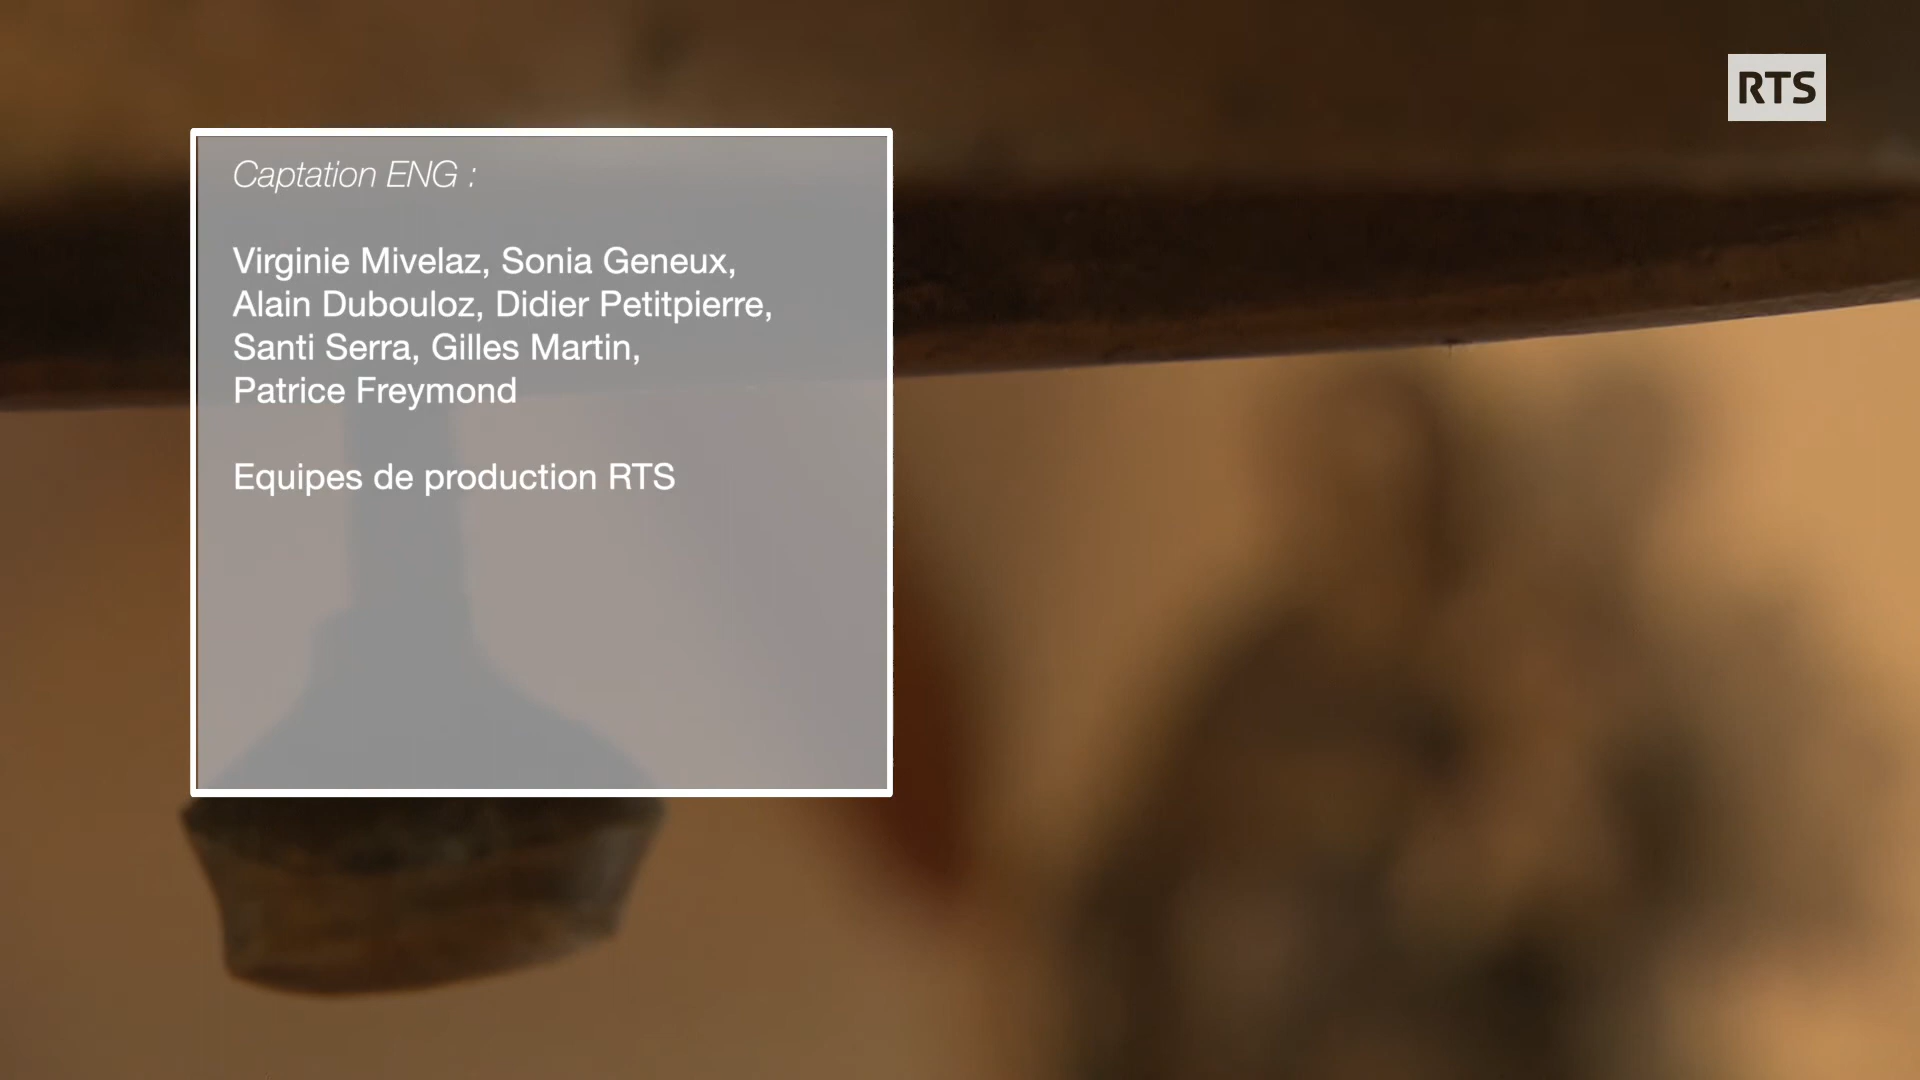 RTS
Captation ENG :
Virginie Mivelaz, Sonia Geneux,
Alain Dubouloz, Didier Petitpierre,
Santi Serra, Gilles Martin,
Patrice Freymond
Equipes de production RTS